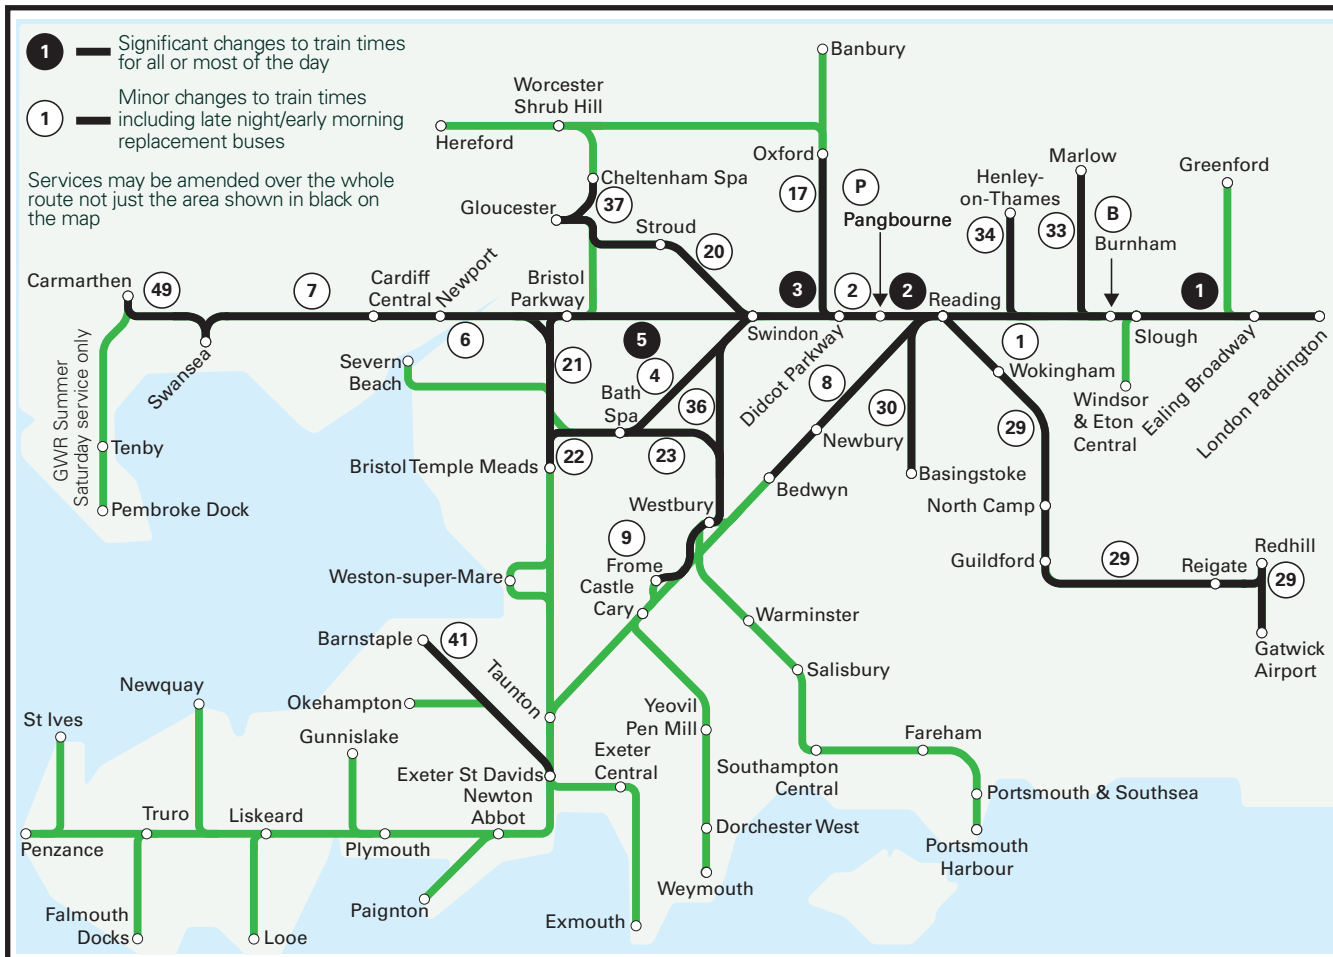 1
Significant changes to train times
for all or most of the day
1
Minor changes to train times
including late night/early morning
replacement buses
Services may be amended over the whole
route not just the area shown in black on
the map
Banbury
Worcester
Shrub Hill
Hereford
Oxford
Cheltenham Spa
37
Gloucester
Stroud
20
17
P
Pangbourne
Henley-
on-Thames
34
Marlow
33
B
Burnham
Greenford
Carmarthen
49
7
Cardiff
Central
Newport
Bristol
Parkway
3
2
2
Reading
1
Swansea
6
21
5
4
Swindon
Didcot Parkway
8
1
Wokingham
Slough
Windsor
& Eton
Central
Ealing Broadway
London Paddington
Severn
Beach
Bath
Spa
36
30
29
GWR Summer
Saturday service only
Tenby
Pembroke Dock
Bristol Temple Meads
22
23
Newbury
Basingstoke
Bedwyn
Westbury
North Camp
9
Frome
Guildford
29
Reigate
Redhill
29
Weston-super-Mare
Castle
Cary
Warminster
Gatwick
Airport
Barnstaple
41
Salisbury
Newquay
Okehampton
Taunton
Yeovil
Pen Mill
St Ives
Gunnislake
Exeter
Central
Fareham
Southampton
Central
Exeter St Davids
Newton
Abbot
Portsmouth & Southsea
Truro
Liskeard
Penzance
Plymouth
Dorchester West
Portsmouth
Harbour
Weymouth
Paignton
Falmouth
Docks
Looe
Exmouth